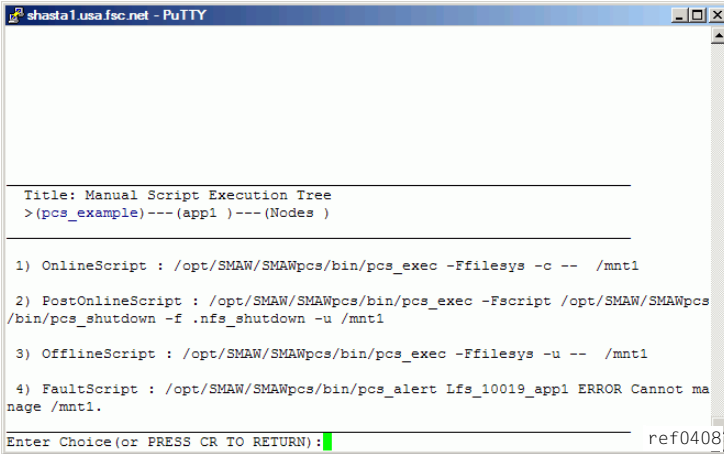 shasta1.usa.fsc.net - PuTTY
Title: Manual Script Execution Tree
>(pcs_example)---(app1 )---(Nodes )
1) OnlineScript : /opt/SMAW/SMAWpcs/bin/pcs_exec -Ffilesys -c --  /mnt1
2) PostOnlineScript : /opt/SMAW/SMAWpcs/bin/pcs_exec -Fscript /opt/SMAW/SMAWpcs
/bin/pcs_shutdown -f .nfs_shutdown -u /mnt1
3) OfflineScript : /opt/SMAW/SMAWpcs/bin/pcs_exec -Ffilesys -u --  /mnt1
4) FaultScript : /opt/SMAW/SMAWpcs/bin/pcs_alert Lfs_10019_app1 ERROR Cannot ma
nage /mnt1.
Enter Choice(or PRESS CR TO RETURN):
ref0408